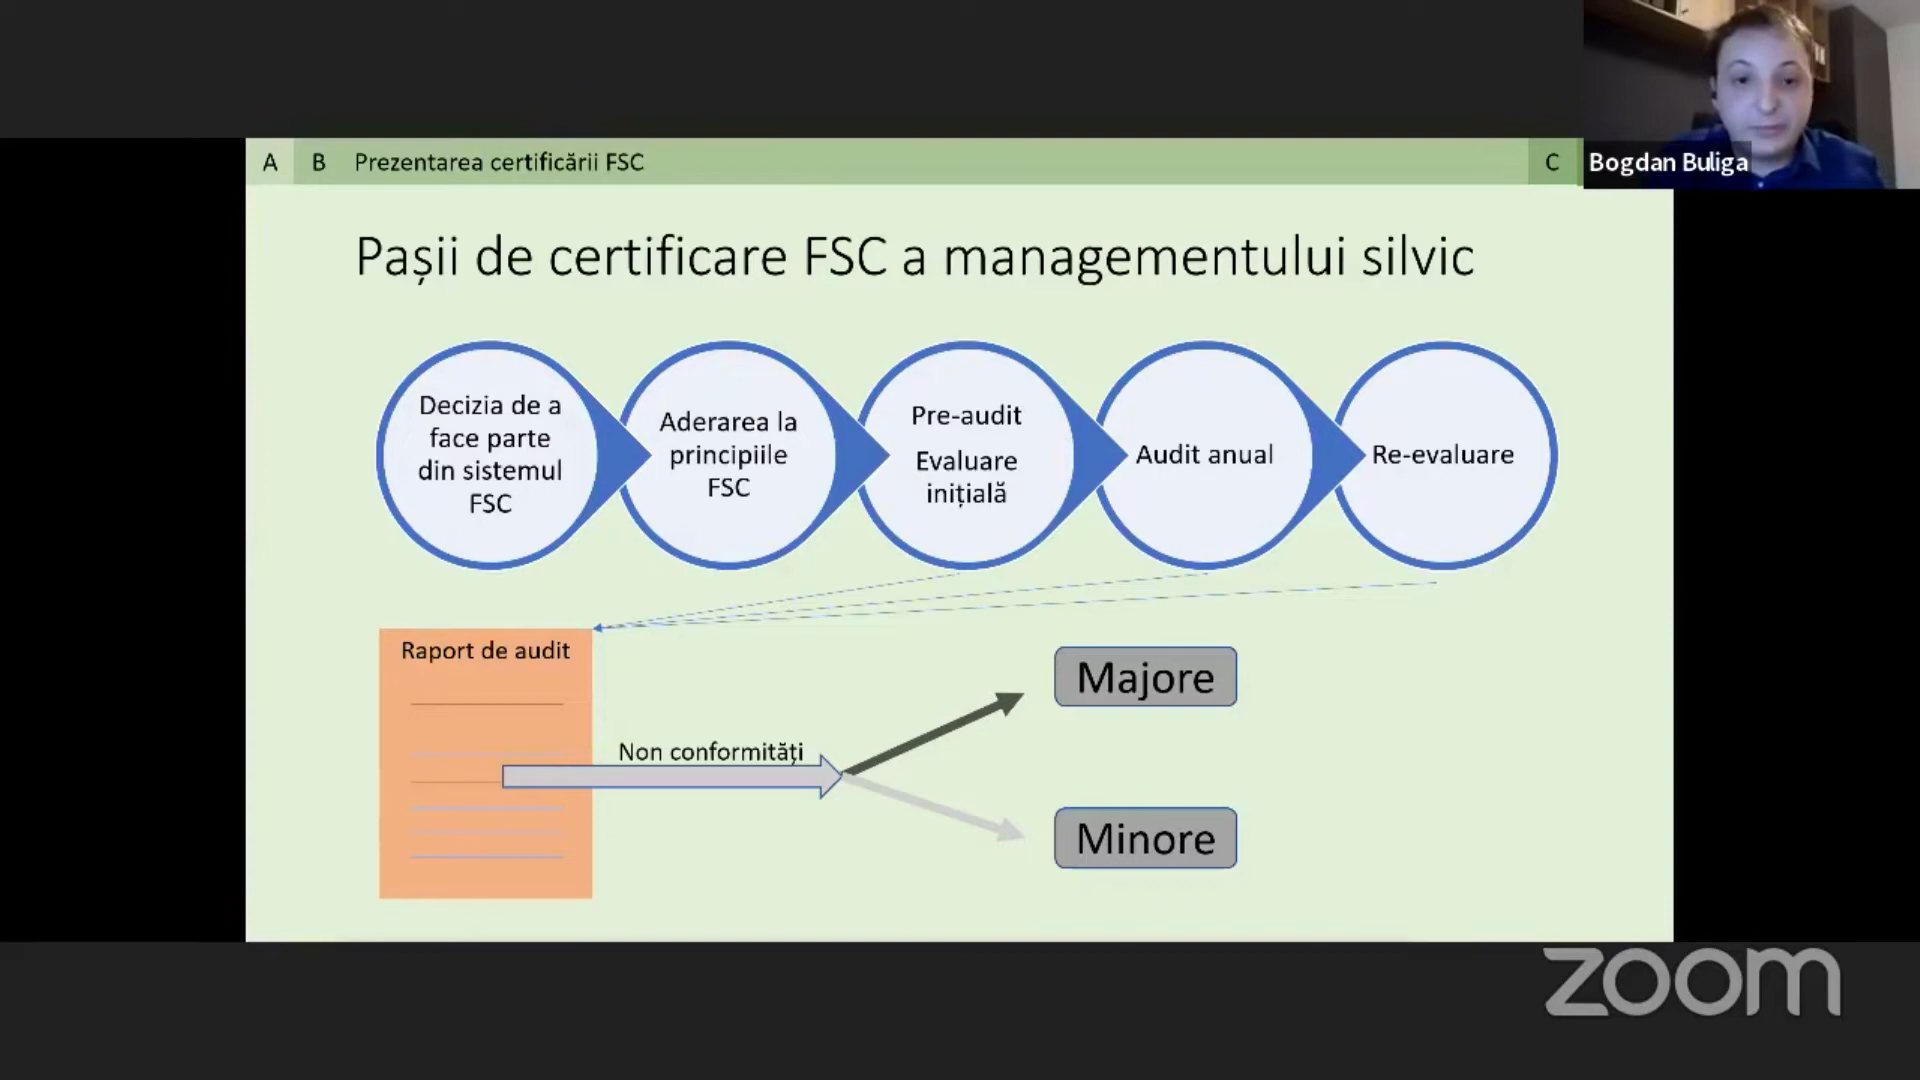 A B Prezentarea certificării FSC C
Bogdan Buliga
Pașii de certificare FSC a managementului silvic
Decizia de a
face parte
din sistemul
FSC
Aderarea la
principiile
FSC
Pre-audit
Evaluare
inițială
Audit anual
Re-evaluare
Raport de audit
Non conformități
Majore
Minore
zoom